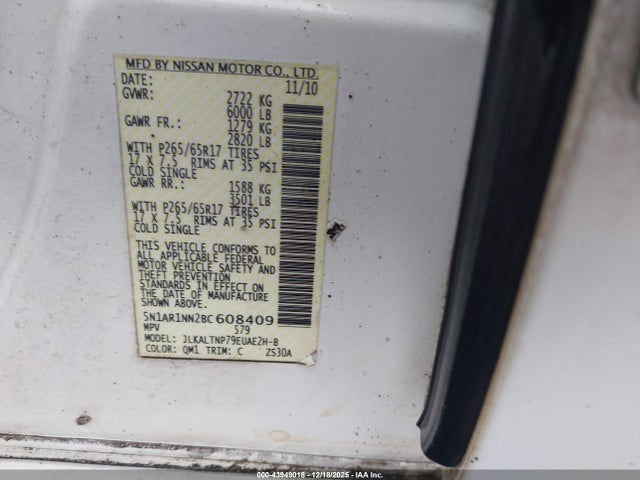 MFD BY NISSAN MOTOR CO., LTD.
DATE: 11/10
GVWR: 2722 KG
6000 LB
GAWR FR.: 1279 KG
2820 LB
WITH P265/65R17 TIRES
17 X 7.5 RIMS AT 35 PSI
COLD SINGLE
GAWR RR.: 1588 KG
3501 LB
WITH P265/65R17 TIRES
17 X 7.5 RIMS AT 35 PSI
COLD SINGLE
THIS VEHICLE CONFORMS TO
ALL APPLICABLE FEDERAL
MOTOR VEHICLE SAFETY AND
THEFT PREVENTION
STANDARDS IN EFFECT ON
THE DATE OF MANUFACTURE
SHOWN ABOVE.
5N1AR1NN2BC 608409
MPV S79
MODEL: JLKALTNP79EUAE2H-B
COLOR: QM1 TRIM: C ZS30A
000-43949018 - 12/18/2025 - IAA Inc.